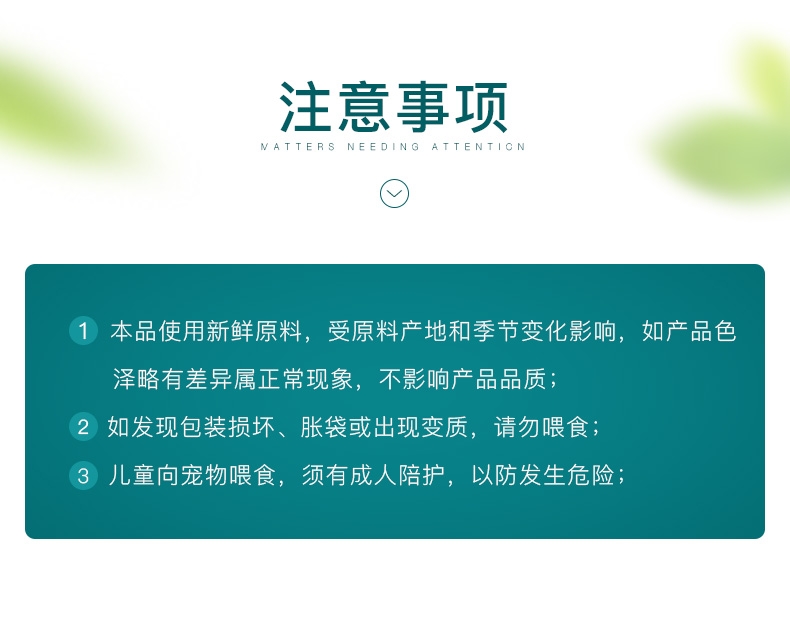 注意事项
MATTERS NEEDING ATTENTION
1 本品使用新鲜原料，受原料产地和季节变化影响，如产品色
泽略有差异属正常现象，不影响产品品质；
2 如发现包装损坏、胀袋或出现变质，请勿喂食；
3 儿童向宠物喂食，须有成人陪护，以防发生危险；